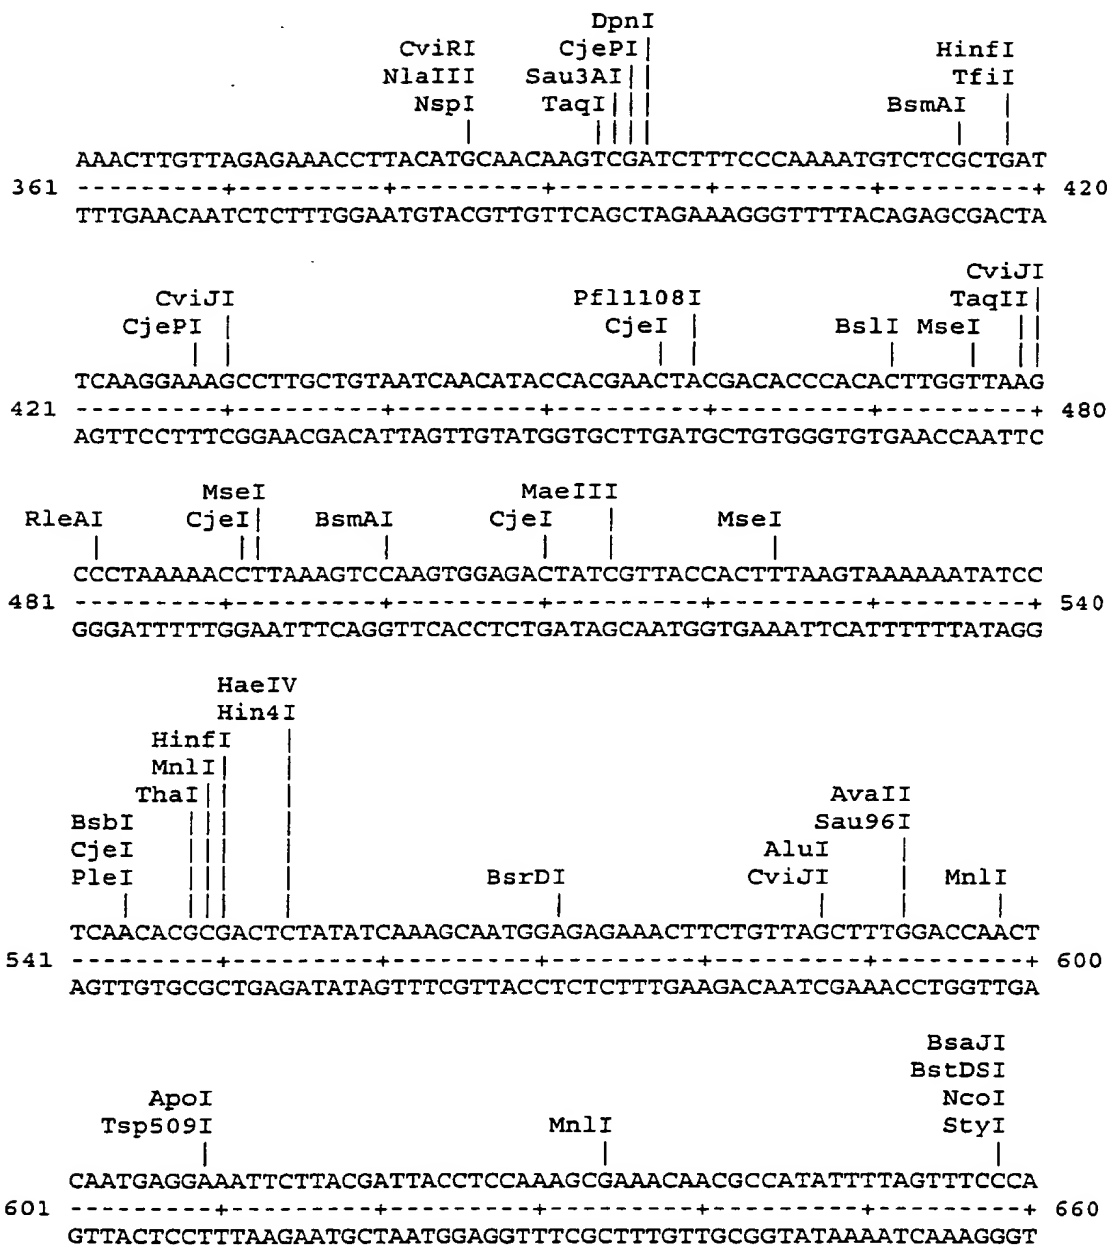 DpnI
CviRI CjePI| HinfI
NlaIII Sau3AI|| TfiI
NspI TaqI||| BsmAI |
| |||| | |
AAACTTGTTAGAGAAACCTTACATGCAACAAGTCGATCTTTCCCAAAATGTCTCGCTGAT
361 ---------+---------+---------+---------+---------+---------+ 420
TTTGAACAATCTCTTTGGAATGTACGTTGTTCAGCTAGAAAGGGTTTTACAGAGCGACTA
CviJI
CviJI Pfl1108I TaqII|
CjePI | CjeI | BslI MseI ||
| | | | | | ||
TCAAGGAAAGCCTTGCTGTAATCAACATACCACGAACTACGACACCCACACTTGGTTAAG
421 ---------+---------+---------+---------+---------+---------+ 480
AGTTCCTTTCGGAACGACATTAGTTGTATGGTGCTTGATGCTGTGGGTGTGAACCAATTC
MseI MaeIII
RleAI CjeI| BsmAI CjeI | MseI
| || | | | |
CCCTAAAAACCTTAAAGTCCAAGTGGAGACTATCGTTACCACTTTAAGTAAAAAATATCC
481 ---------+---------+---------+---------+---------+---------+ 540
GGGATTTTTGGAATTTCAGGTTCACCTCTGATAGCAATGGTGAAATTCATTTTTTATAGG
HaeIV
Hin4I
HinfI |
MnlI| |
ThaI|| | AvaII
BsbI ||| | Sau96I
CjeI ||| | AluI |
PleI ||| | BsrDI CviJI | MnlI
| ||| | | | | |
TCAACACGCGACTCTATATCAAAGCAATGGAGAGAAACTTCTGTTAGCTTTGGACCAACT
541 ---------+---------+---------+---------+---------+---------+ 600
AGTTGTGCGCTGAGATATAGTTTCGTTACCTCTCTTTGAAGACAATCGAAACCTGGTTGA
BsaJI
BstDSI
ApoI NcoI
Tsp509I MnlI StyI
| | |
CAATGAGGAAATTCTTACGATTACCTCCAAAGCGAAACAACGCCATATTTTAGTTTCCCA
601 ---------+---------+---------+---------+---------+---------+ 660
GTTACTCCTTTAAGAATGCTAATGGAGGTTTCGCTTTGTTGCGGTATAAAATCAAAGGGT